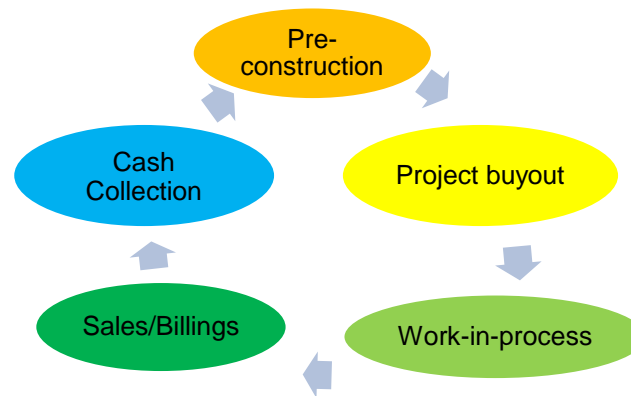 Pre-
construction
Project buyout
Work-in-process
Sales/Billings
Cash
Collection